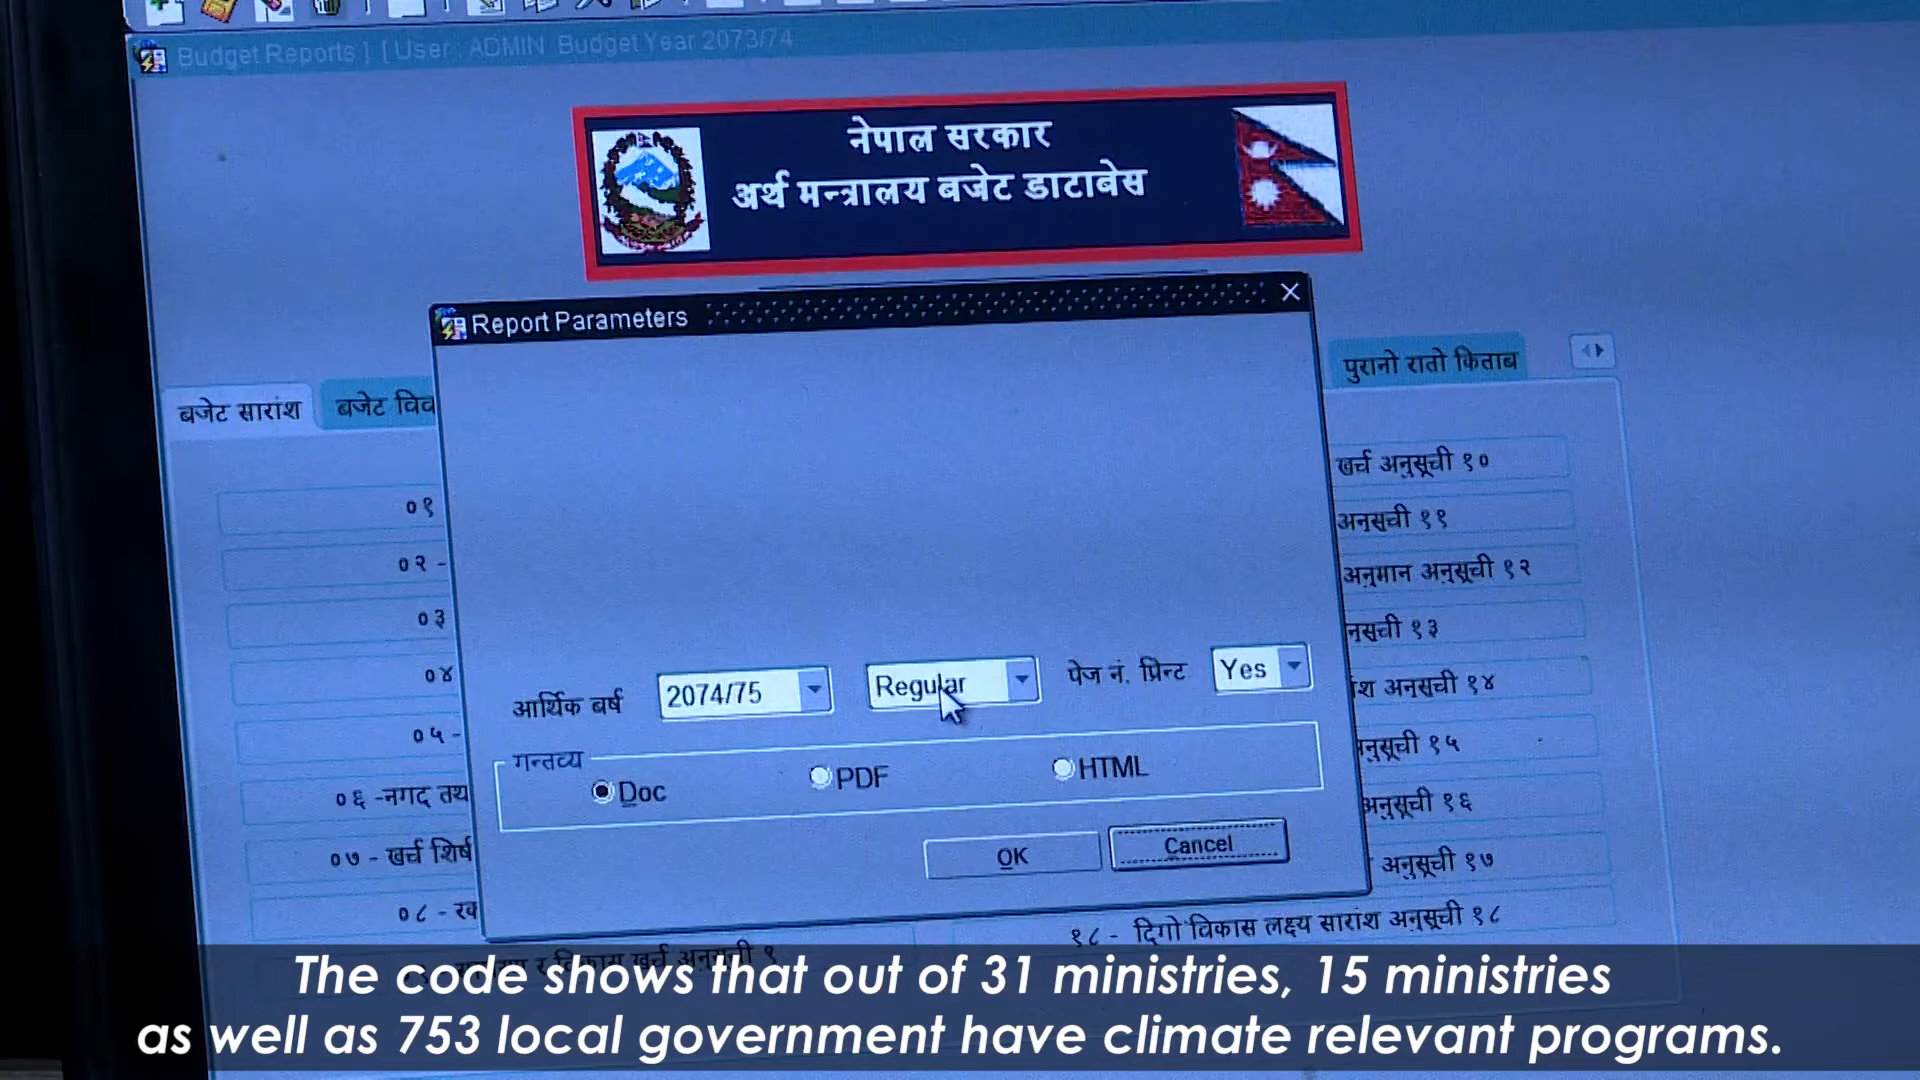 Budget Reports ] [ User : ADMIN Budget Year 2073/74
नेपाल सरकार
अर्थ मन्त्रालय बजेट डाटाबेस
Report Parameters
पुरानो रातो किताब
बजेट सारांश
बजेट विव
खर्च अनुसूची १०
०१
अनुसूची ११
०२ -
अनुमान अनुसूची १२
०३
नुसूची १३
०४
श अनुसूची १४
आर्थिक बर्ष
2074/75
Regular
पेज नं. प्रिन्ट
Yes
०५ -
नुसूची १५
गन्तव्य
Doc
PDF
HTML
०६ -नगद तथ
अनुसूची १६
०७ - खर्च शिर्ष
OK
Cancel
अनुसूची १७
०८ -
१८ - दिगो विकास लक्ष्य सारांश अनुसूची १८
र विकास खर्च अनुसूची ९
The code shows that out of 31 ministries, 15 ministries
as well as 753 local government have climate relevant programs.